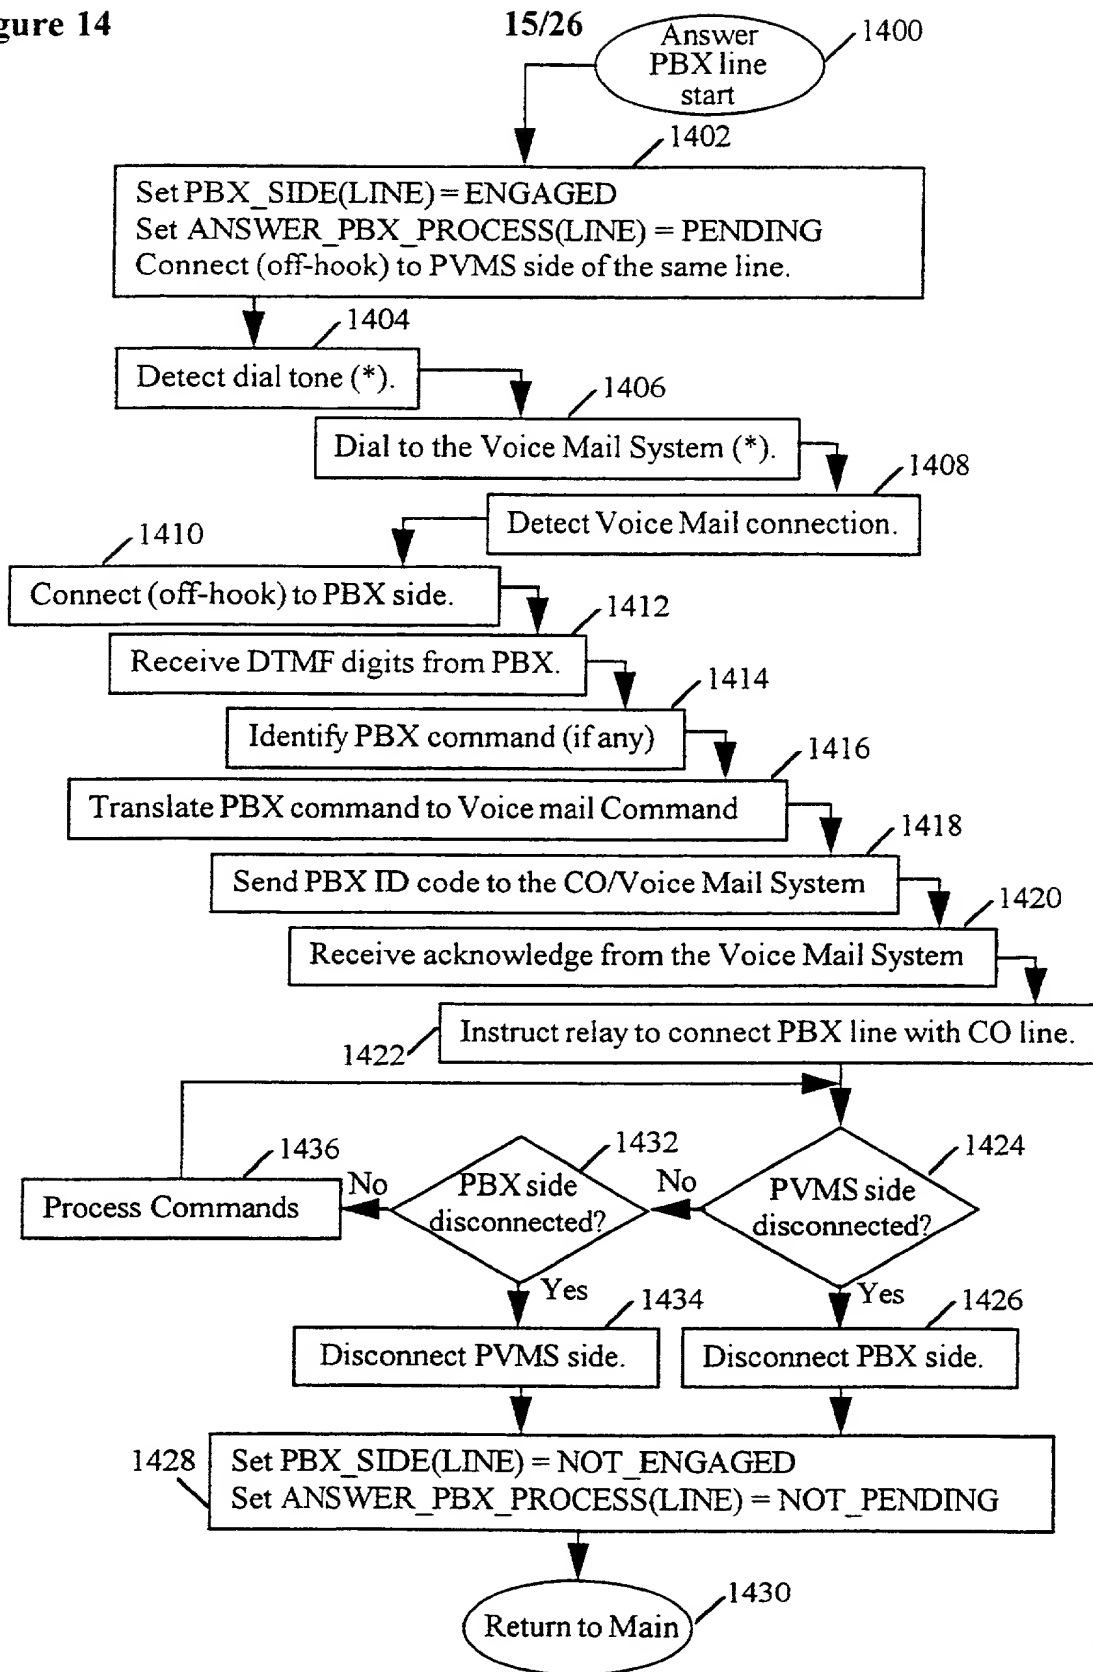 gure 14
15/26
Answer
PBX line
start
1400
1402
Set PBX_SIDE(LINE) = ENGAGED
Set ANSWER_PBX_PROCESS(LINE) = PENDING
Connect (off-hook) to PVMS side of the same line.
1404
Detect dial tone (*).
1406
Dial to the Voice Mail System (*).
1408
Detect Voice Mail connection.
1410
Connect (off-hook) to PBX side.
1412
Receive DTMF digits from PBX.
1414
Identify PBX command (if any)
1416
Translate PBX command to Voice mail Command
1418
Send PBX ID code to the CO/Voice Mail System
1420
Receive acknowledge from the Voice Mail System
1422
Instruct relay to connect PBX line with CO line.
1424
PVMS side
disconnected?
No
Yes
1432
PBX side
disconnected?
No
Yes
1436
Process Commands
1434
Disconnect PVMS side.
1426
Disconnect PBX side.
1428
Set PBX_SIDE(LINE) = NOT_ENGAGED
Set ANSWER_PBX_PROCESS(LINE) = NOT_PENDING
1430
Return to Main